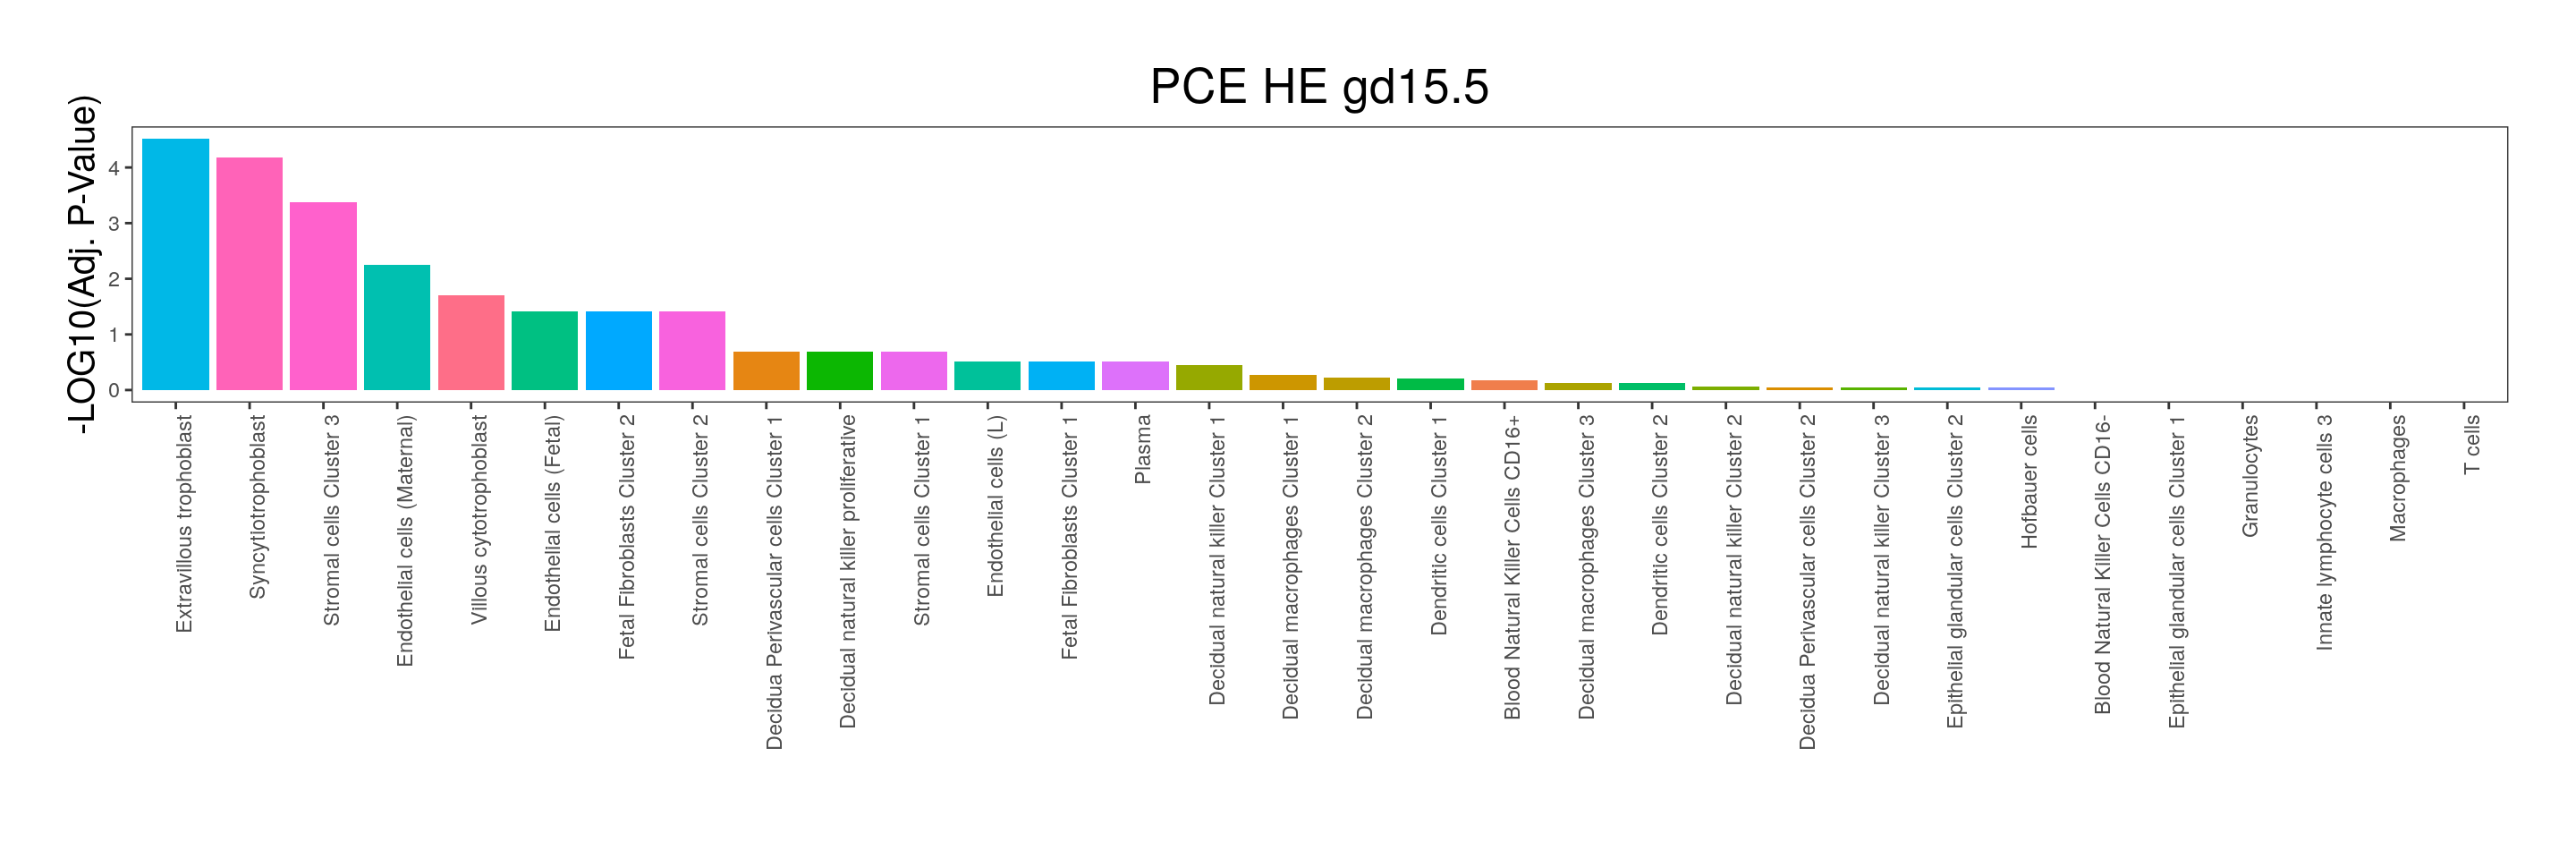 PCE HE gd15.5
-LOG10(Adj. P-Value)
4
3
2
1
0
Extravillous trophoblast
Syncytiotrophoblast
Stromal cells Cluster 3
Endothelial cells (Maternal)
Villous cytotrophoblast
Endothelial cells (Fetal)
Fetal Fibroblasts Cluster 2
Stromal cells Cluster 2
Decidua Perivascular cells Cluster 1
Decidual natural killer proliferative
Stromal cells Cluster 1
Endothelial cells (L)
Fetal Fibroblasts Cluster 1
Plasma
Decidual natural killer Cluster 1
Decidual macrophages Cluster 1
Decidual macrophages Cluster 2
Dendritic cells Cluster 1
Blood Natural Killer Cells CD16+
Decidual macrophages Cluster 3
Dendritic cells Cluster 2
Decidual natural killer Cluster 2
Decidua Perivascular cells Cluster 2
Decidual natural killer Cluster 3
Epithelial glandular cells Cluster 2
Hofbauer cells
Blood Natural Killer Cells CD16-
Epithelial glandular cells Cluster 1
Granulocytes
Innate lymphocyte cells 3
Macrophages
T cells